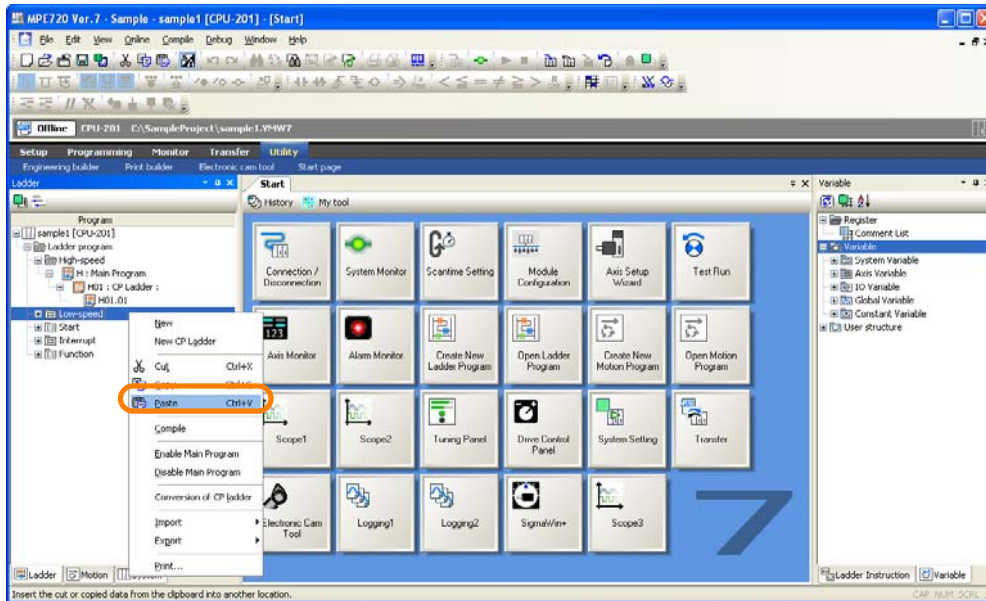 MPE720 Ver.7 - Sample - sample1 [CPU-201] - [Start]
File Edit View Online Compile Debug Window Help
Offline CPU-201 C:\SampleProject\sample1.YMW7
Setup Programming Monitor Transfer Utility
Engineering builder Print builder Electronic cam tool Start page
Ladder
Program
sample1 [CPU-201]
Ladder program
High-speed
H : Main Program
H01 : CP Ladder :
H01.01
Low-speed
Start
Interrupt
Function
New
New CP Ladder
Cut Ctrl+X
Copy Ctrl+C
Paste Ctrl+V
Compile
Enable Main Program
Disable Main Program
Conversion of CP ladder
Import
Export
Print...
Start
History My tool
Connection / Disconnection
System Monitor
Scantime Setting
Module Configuration
Axis Setup Wizard
Test Run
123
Axis Monitor
Alarm Monitor
Create New Ladder Program
Open Ladder Program
Create New Motion Program
Open Motion Program
Scope1
Scope2
Tuning Panel
Drive Control Panel
System Setting
Transfer
Electronic Cam Tool
Logging1
Logging2
SigmaWin+
Scope3
7
Variable
Register
Comment List
Variable
System Variable
Axis Variable
IO Variable
Global Variable
Constant Variable
User structure
Ladder Motion
Ladder Instruction Variable
Insert the cut or copied data from the clipboard into another location.
CAP NUM SCRL